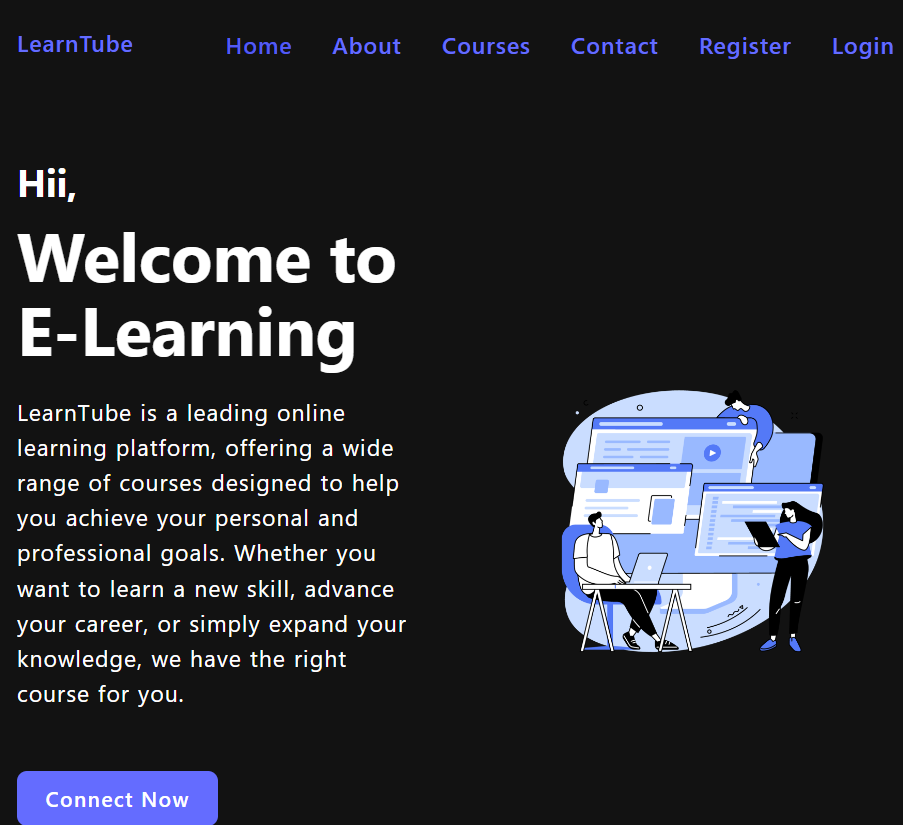 LearnTube Home About Courses Contact Register Login
Hii,
Welcome to
E-Learning
LearnTube is a leading online
learning platform, offering a wide
range of courses designed to help
you achieve your personal and
professional goals. Whether you
want to learn a new skill, advance
your career, or simply expand your
knowledge, we have the right
course for you.
Connect Now